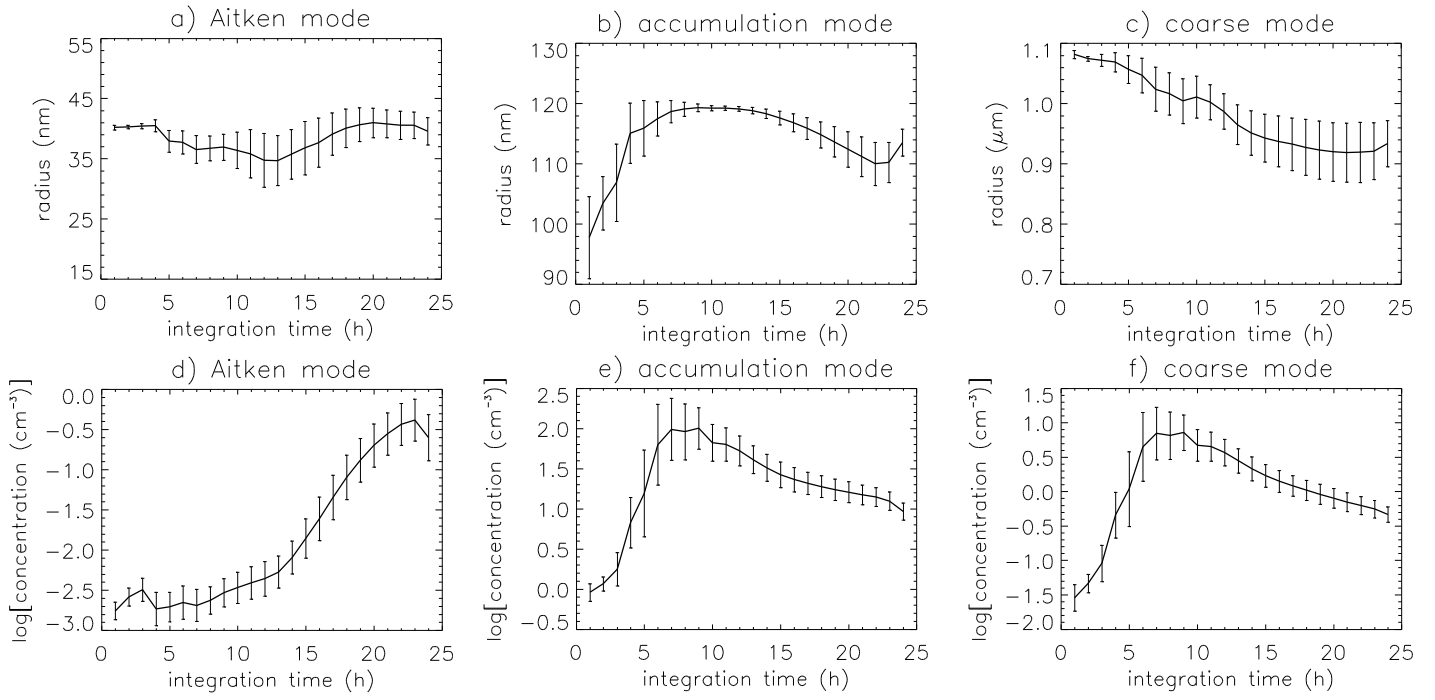 a) Aitken mode
b) accumulation mode
c) coarse mode
radius (nm)
55
45
35
25
15
0 5 10 15 20 25
integration time (h)
radius (nm)
130
120
110
100
90
0 5 10 15 20 25
integration time (h)
radius (μm)
1.1
1.0
0.9
0.8
0.7
0 5 10 15 20 25
integration time (h)
d) Aitken mode
e) accumulation mode
f) coarse mode
log[concentration (cm⁻³)]
0.0
−0.5
−1.0
−1.5
−2.0
−2.5
−3.0
0 5 10 15 20 25
integration time (h)
log[concentration (cm⁻³)]
2.5
2.0
1.5
1.0
0.5
0.0
−0.5
0 5 10 15 20 25
integration time (h)
log[concentration (cm⁻³)]
1.5
1.0
0.5
0.0
−0.5
−1.0
−1.5
−2.0
0 5 10 15 20 25
integration time (h)